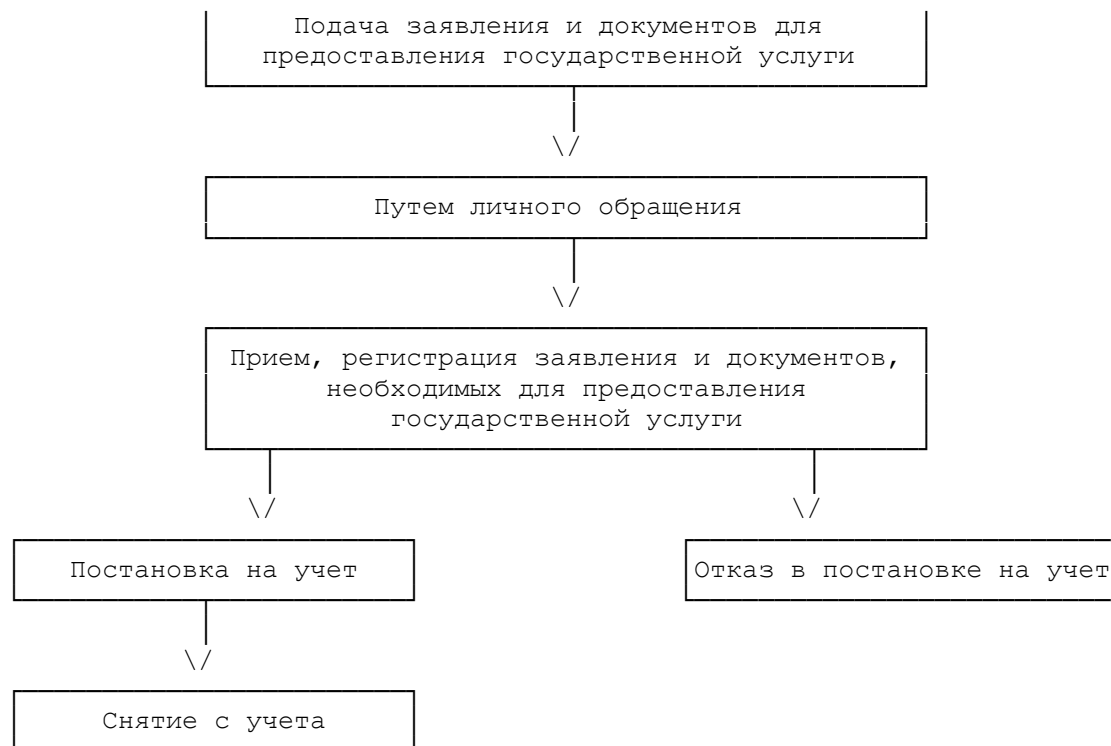 Подача заявления и документов для
предоставления государственной услуги
Путем личного обращения
Прием, регистрация заявления и документов,
необходимых для предоставления
государственной услуги
Постановка на учет
Отказ в постановке на учет
Снятие с учета